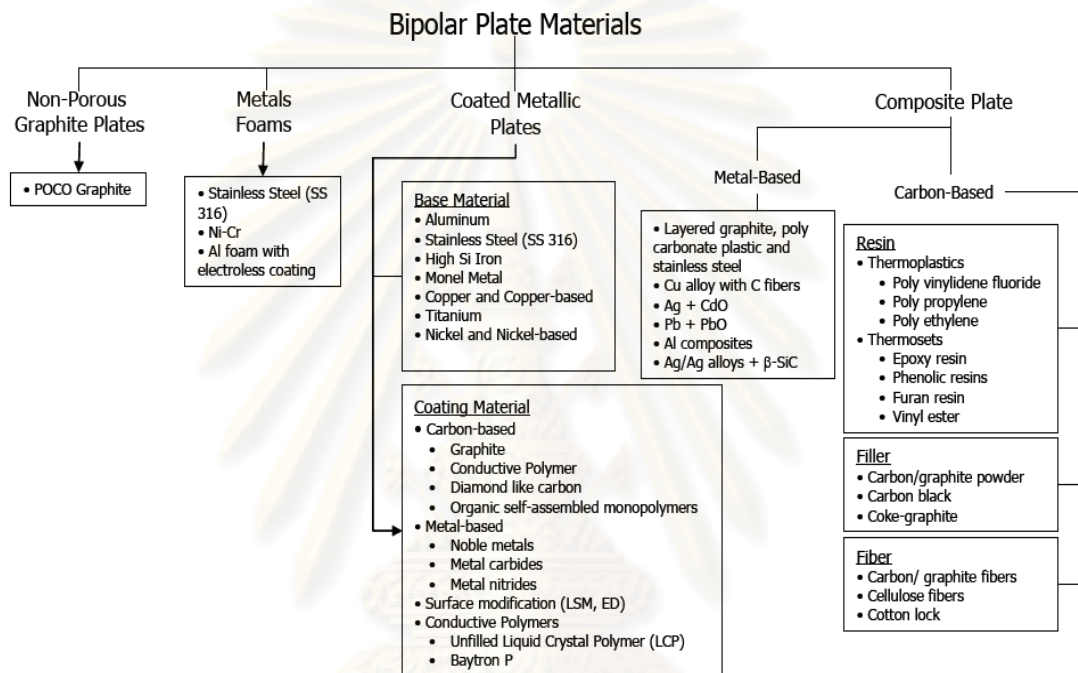 Bipolar Plate Materials
Non-Porous
Graphite Plates
• POCO Graphite
Metals
Foams
• Stainless Steel (SS
316)
• Ni-Cr
• Al foam with
electroless coating
Coated Metallic
Plates
Base Material
• Aluminum
• Stainless Steel (SS 316)
• High Si Iron
• Monel Metal
• Copper and Copper-based
• Titanium
• Nickel and Nickel-based
Coating Material
• Carbon-based
• Graphite
• Conductive Polymer
• Diamond like carbon
• Organic self-assembled monopolymers
• Metal-based
• Noble metals
• Metal carbides
• Metal nitrides
• Surface modification (LSM, ED)
• Conductive Polymers
• Unfilled Liquid Crystal Polymer (LCP)
• Baytron P
Composite Plate
Metal-Based
• Layered graphite, poly
carbonate plastic and
stainless steel
• Cu alloy with C fibers
• Ag + CdO
• Pb + PbO
• Al composites
• Ag/Ag alloys + β-SiC
Carbon-Based
Resin
• Thermoplastics
• Poly vinylidene fluoride
• Poly propylene
• Poly ethylene
• Thermosets
• Epoxy resin
• Phenolic resins
• Furan resin
• Vinyl ester
Filler
• Carbon/graphite powder
• Carbon black
• Coke-graphite
Fiber
• Carbon/ graphite fibers
• Cellulose fibers
• Cotton lock